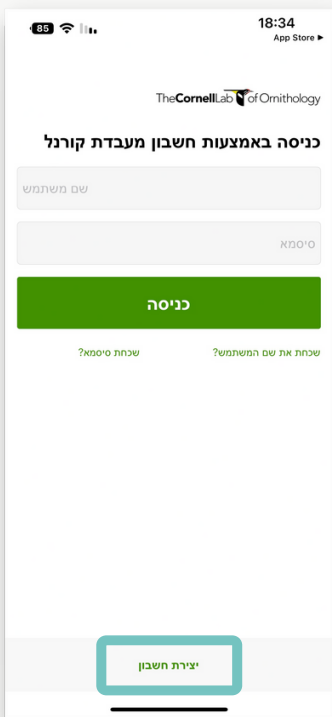 18:34
85
App Store
TheCornellLab of Ornithology
כניסה באמצעות חשבון מעבדת קורנל
שם משתמש
סיסמא
כניסה
שכחת את שם המשתמש? שכחת סיסמא?
יצירת חשבון